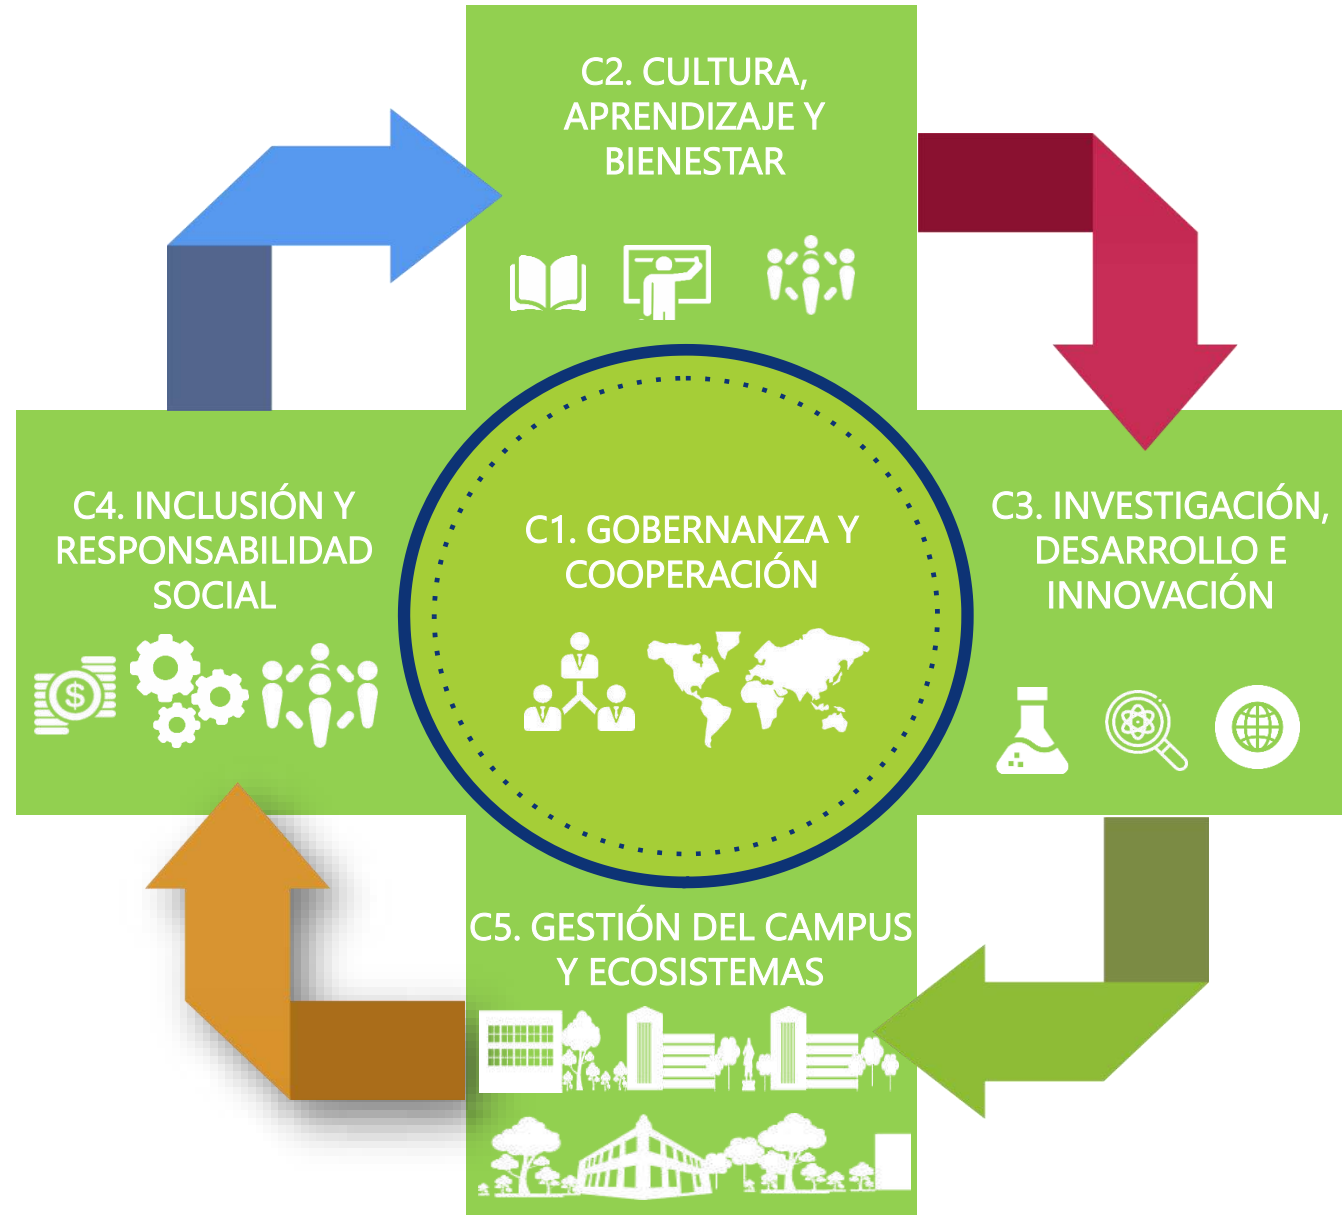 C2. CULTURA,
APRENDIZAJE Y
BIENESTAR
C4. INCLUSIÓN Y
RESPONSABILIDAD
SOCIAL
$
C1. GOBERNANZA Y
COOPERACIÓN
C3. INVESTIGACIÓN,
DESARROLLO E
INNOVACIÓN
C5. GESTIÓN DEL CAMPUS
Y ECOSISTEMAS